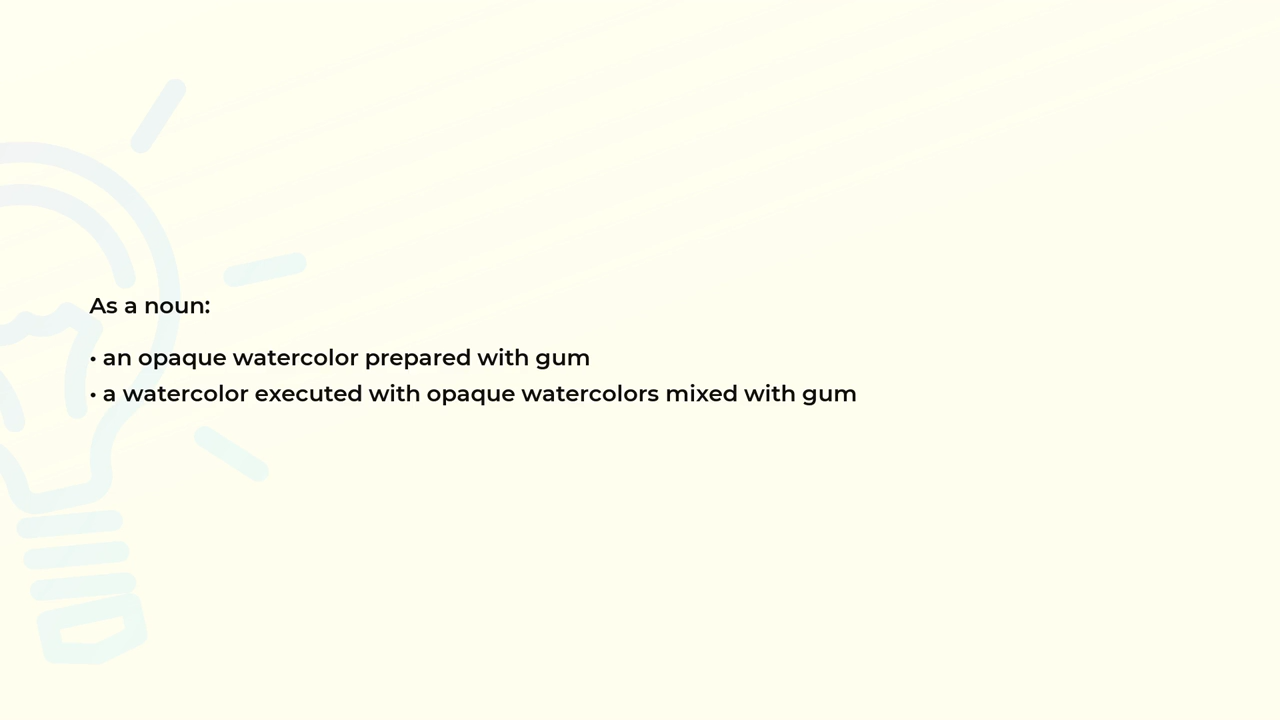 As a noun:
• an opaque watercolor prepared with gum
• a watercolor executed with opaque watercolors mixed with gum